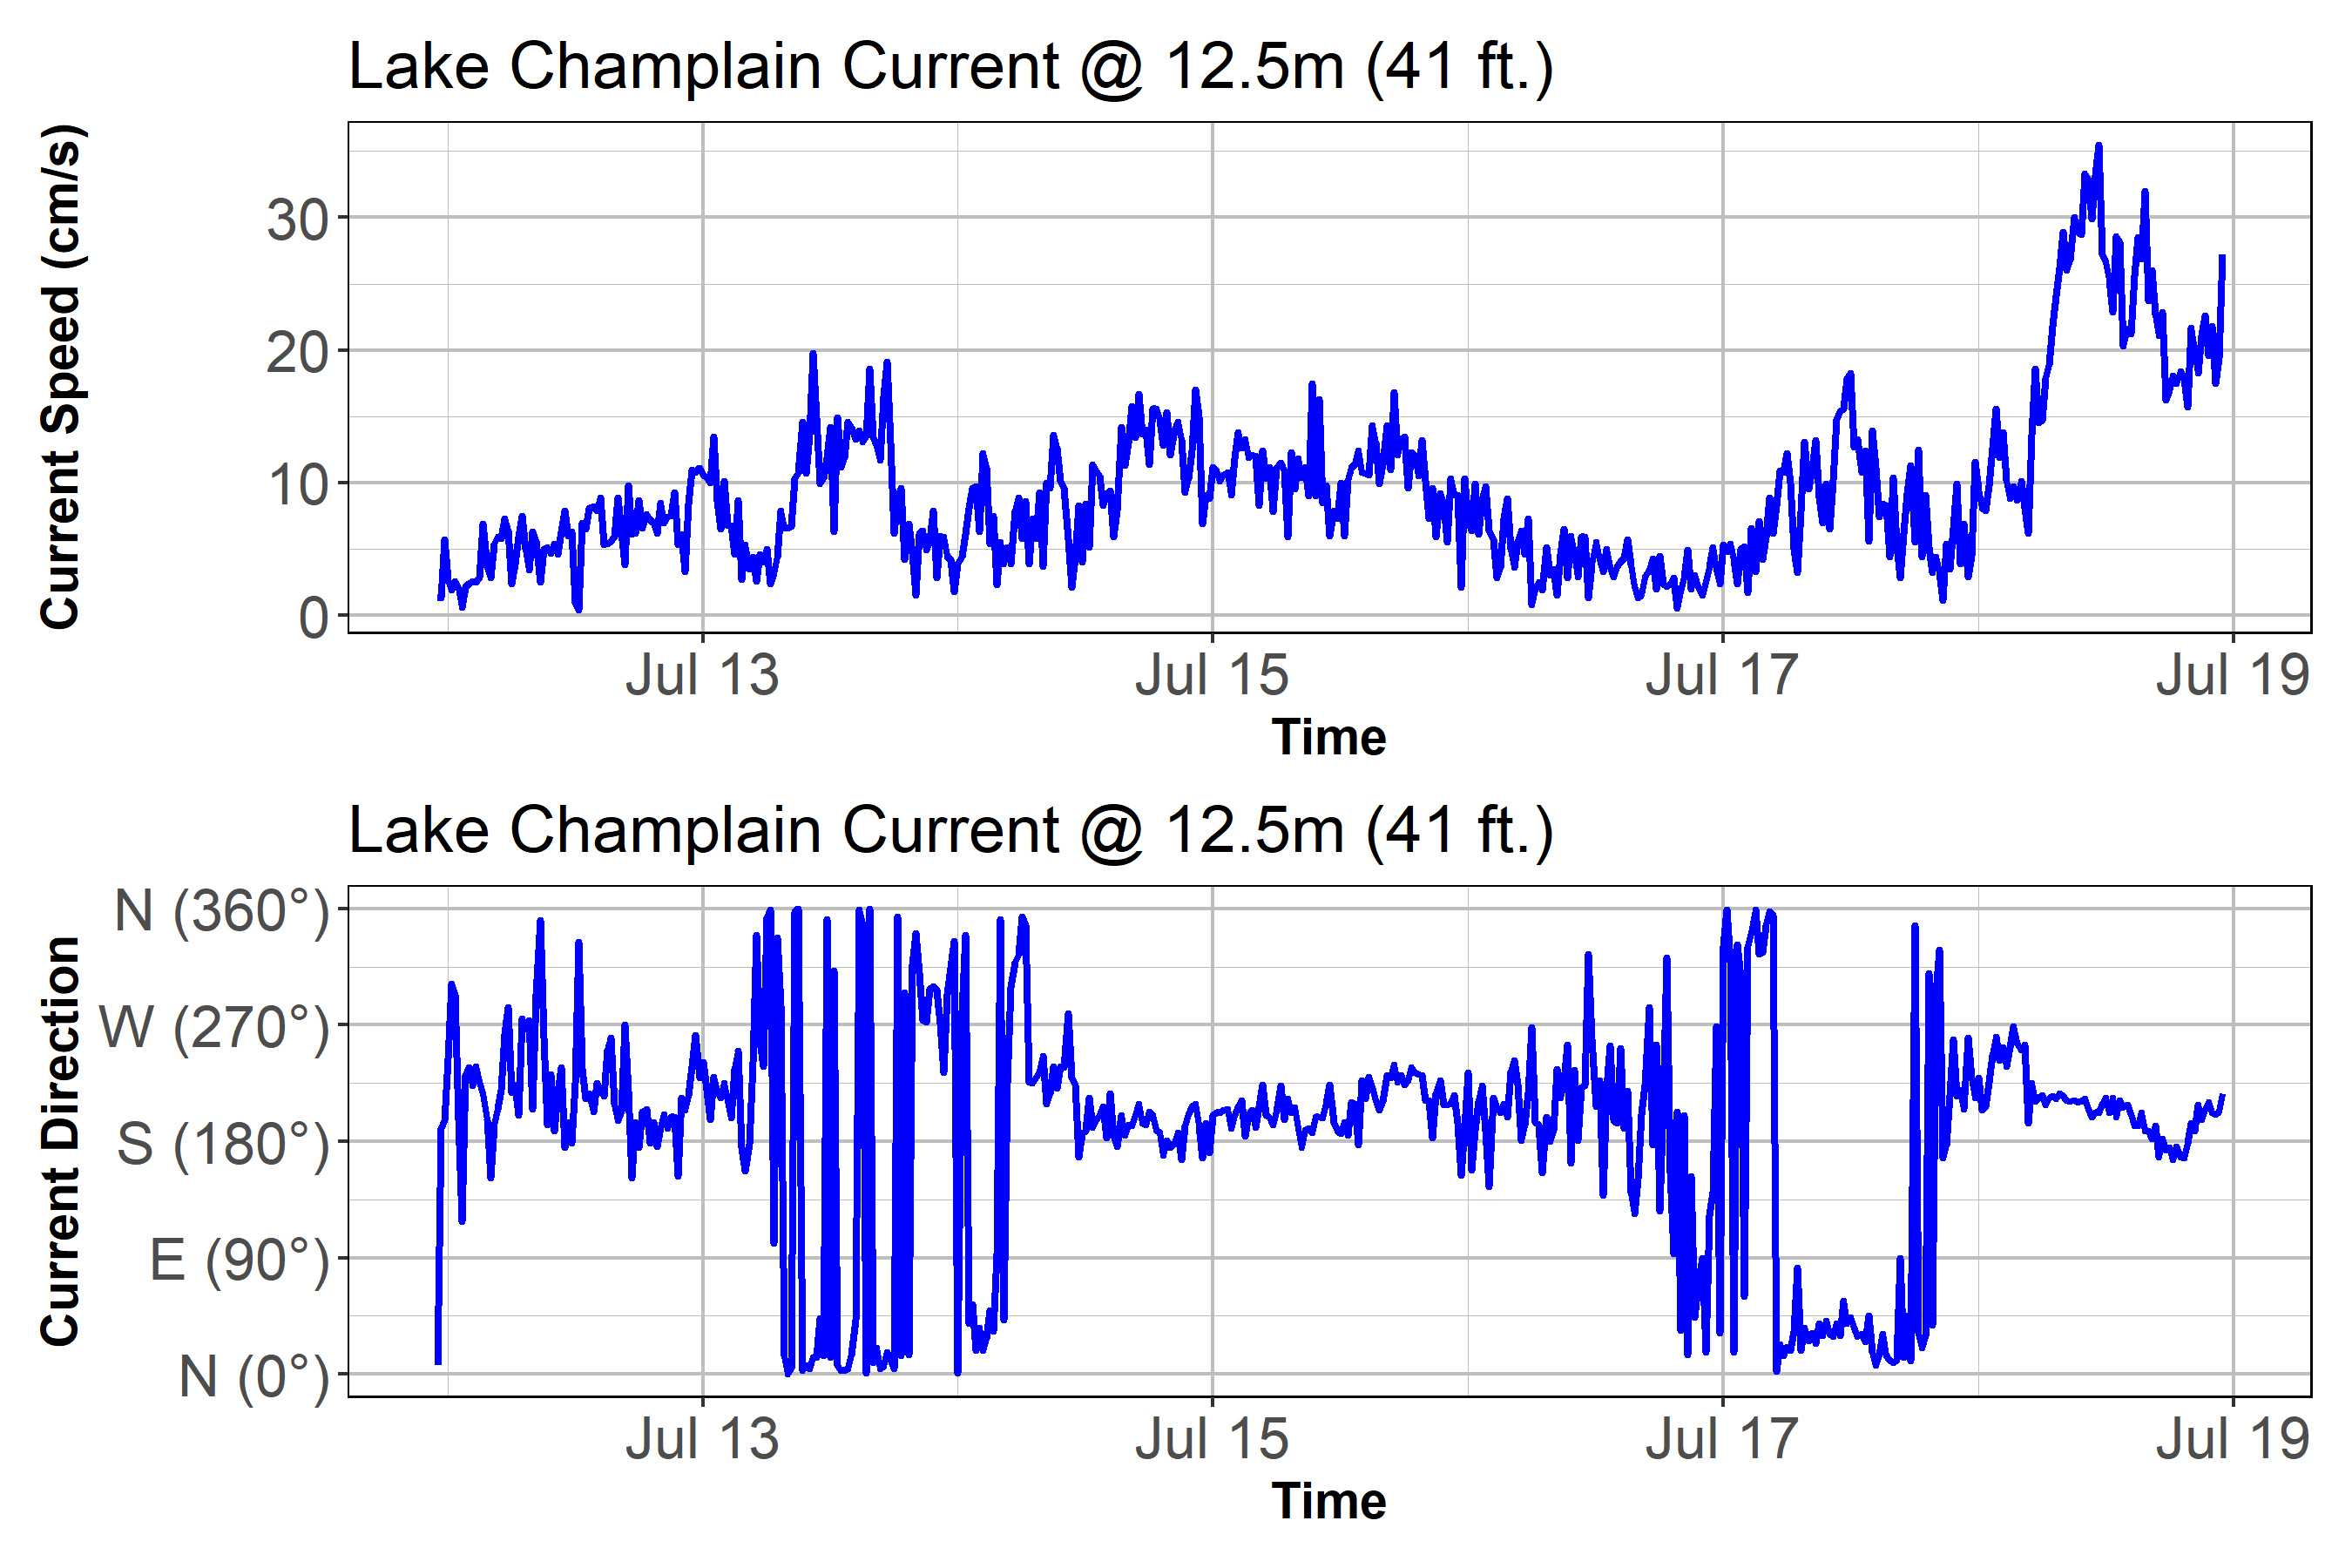 Lake Champlain Current @ 12.5m (41 ft.)
Current Speed (cm/s)
30
20
10
0
Jul 13 Jul 15 Jul 17 Jul 19
Time
Lake Champlain Current @ 12.5m (41 ft.)
Current Direction
N (360°)
W (270°)
S (180°)
E (90°)
N (0°)
Jul 13 Jul 15 Jul 17 Jul 19
Time